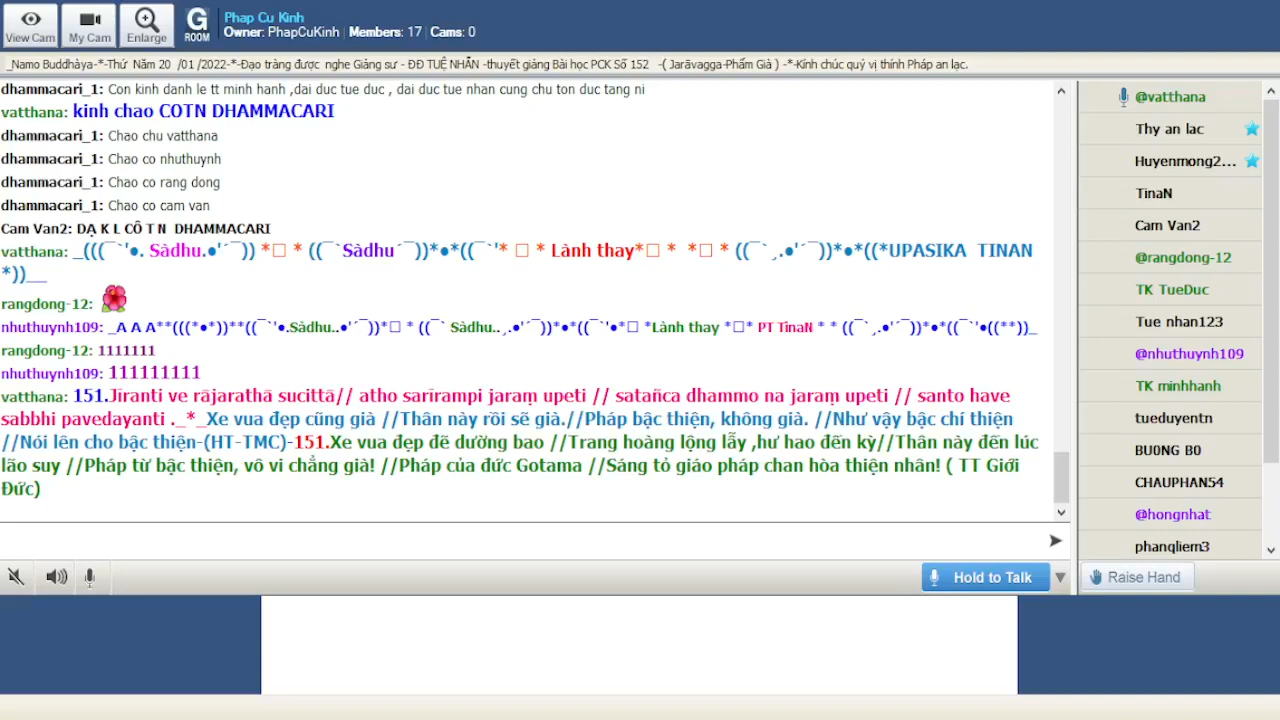 View Cam
My Cam
Enlarge
G ROOM
Phap Cu Kinh
Owner: PhapCuKinh | Members: 17 | Cams: 0
_Namo Buddhàya-*-Thứ Năm 20 /01 /2022-*-Đạo tràng được nghe Giảng sư - ĐĐ TUỆ NHẪN -thuyết giảng Bài học PCK Số 152 -( Jarāvagga-Phẩm Già ) -*-Kính chúc quý vị thính Pháp an lạc.
dhammacari_1: Con kinh danh le tt minh hanh ,dai duc tue duc , dai duc tue nhan cung chu ton duc tang ni
vatthana: kinh chao COTN DHAMMACARI
dhammacari_1: Chao chu vatthana
dhammacari_1: Chao co nhuthuynh
dhammacari_1: Chao co rang dong
dhammacari_1: Chao co cam van
Cam Van2: DẠ K L CÔ T N DHAMMACARI
vatthana: _(((¯`'●. Sàdhu.●'´¯)) *□ * ((¯`Sàdhu´¯))*●*((¯`'* □ * Lành thay*□ * *□ * ((¯`¸.●'´¯))*●*((*UPASIKA TINAN
*))__
rangdong-12:
nhuthuynh109: _A A A**(((*●*))**((¯`'●.Sàdhu..●'´¯))*□ * ((¯` Sàdhu..¸.●'´¯))*●*((¯`'●*□ *Lành thay *□* PT TinaN * * ((¯`¸.●'´¯))*●*((¯`'●((**))_
rangdong-12: 1111111
nhuthuynh109: 111111111
vatthana: 151.Jīranti ve rājarathā sucittā// atho sarīrampi jaraṃ upeti // satañca dhammo na jaraṃ upeti // santo have
sabbhi pavedayanti ._*_Xe vua đẹp cũng già //Thân này rồi sẽ già.//Pháp bậc thiện, không già. //Như vậy bậc chí thiện
//Nói lên cho bậc thiện-(HT-TMC)-151.Xe vua đẹp đẽ dường bao //Trang hoàng lộng lẫy ,hư hao đến kỳ//Thân này đến lúc
lão suy //Pháp từ bậc thiện, vô vi chẳng già! //Pháp của đức Gotama //Sáng tỏ giáo pháp chan hòa thiện nhân! ( TT Giới
Đức)
Hold to Talk
@vatthana
Thy an lac
Huyenmong2...
TinaN
Cam Van2
@rangdong-12
TK TueDuc
Tue nhan123
@nhuthuynh109
TK minhhanh
tueduyentn
BU0NG B0
CHAUPHAN54
@hongnhat
phanqliem3
Raise Hand